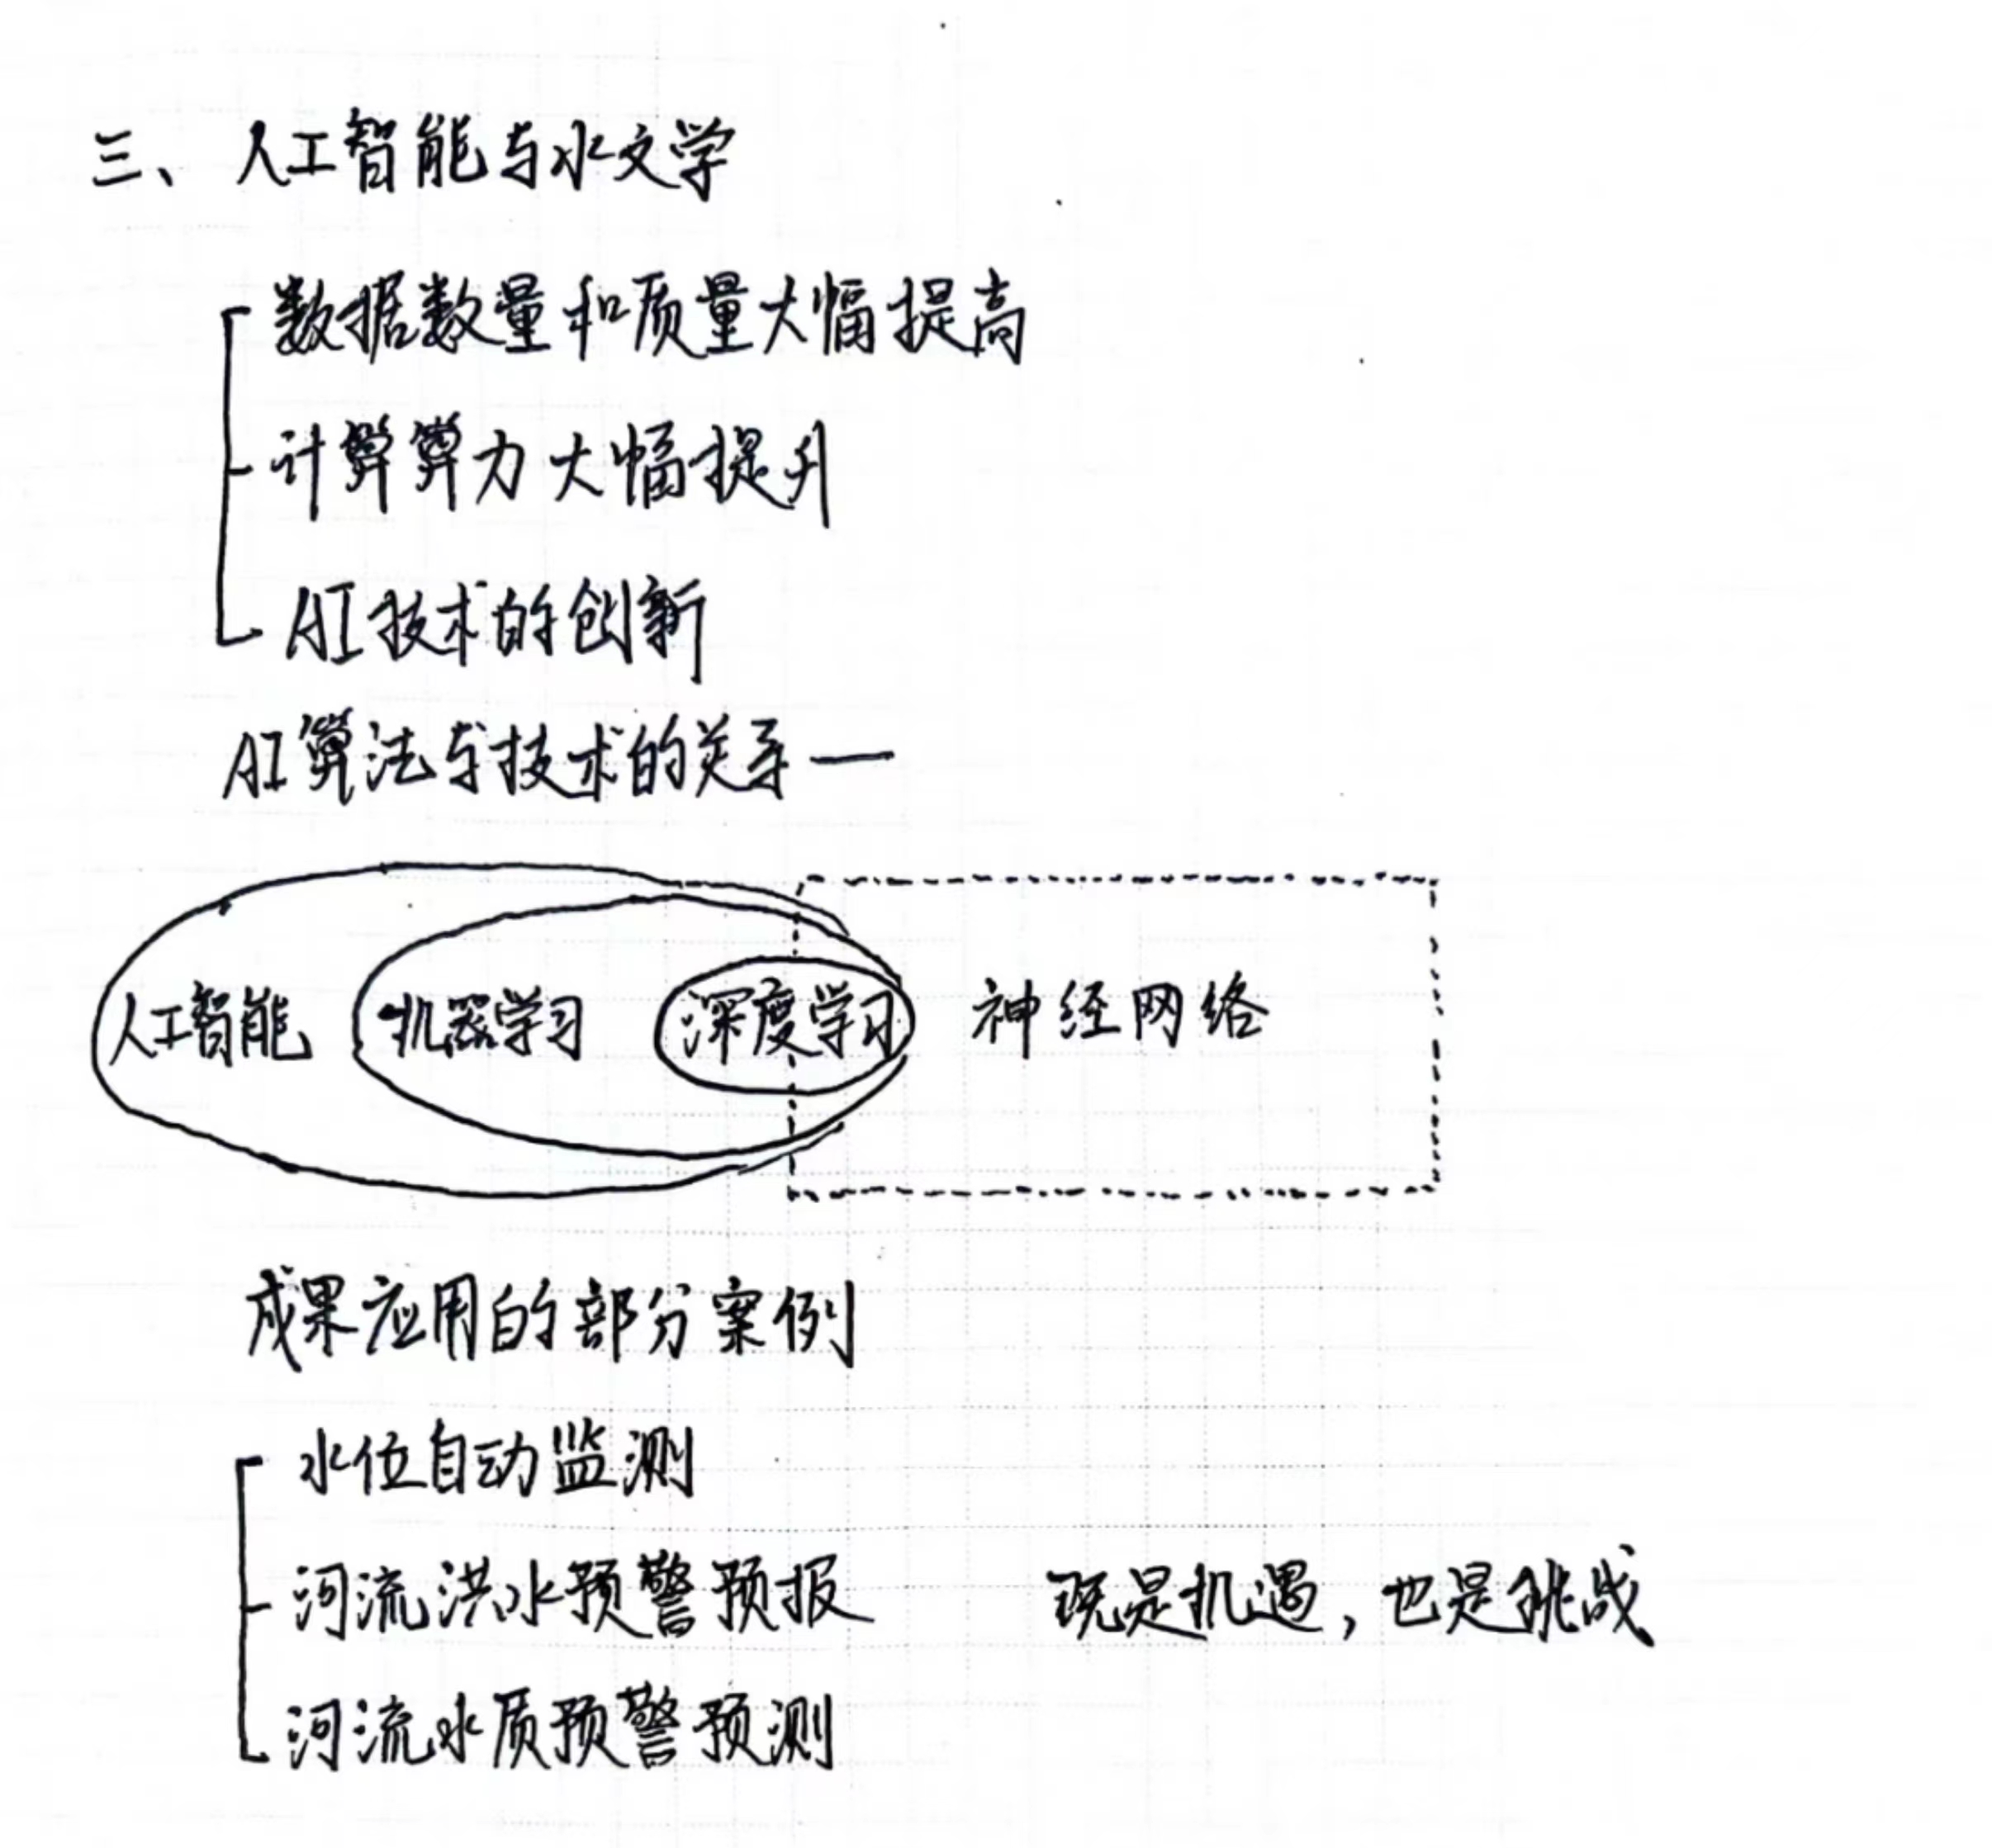 三、人工智能与水文学
数据数量和质量大幅提高
计算算力大幅提升
AI技术的创新
AI算法与技术的关系—
人工智能 机器学习 深度学习 神经网络
成果应用的部分案例
水位自动监测
河流洪水预警预报 既是机遇，也是挑战
河流水质预警预测